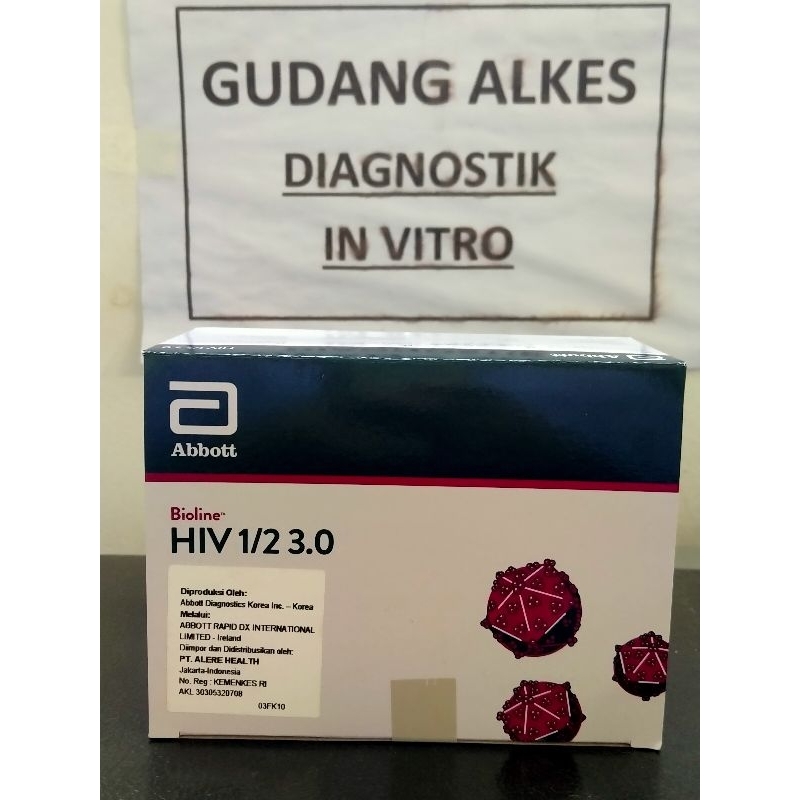 GUDANG ALKES
DIAGNOSTIK
IN VITRO
Abbott
Abbott
Bioline™
HIV 1/2 3.0
Diproduksi Oleh:
Abbott Diagnostics Korea Inc. – Korea
Melalui:
ABBOTT RAPID DX INTERNATIONAL
LIMITED - Ireland
Diimpor dan Didistribusikan oleh:
PT. ALERE HEALTH
Jakarta-Indonesia
No. Reg : KEMENKES RI
AKL 30305320708
03FK10